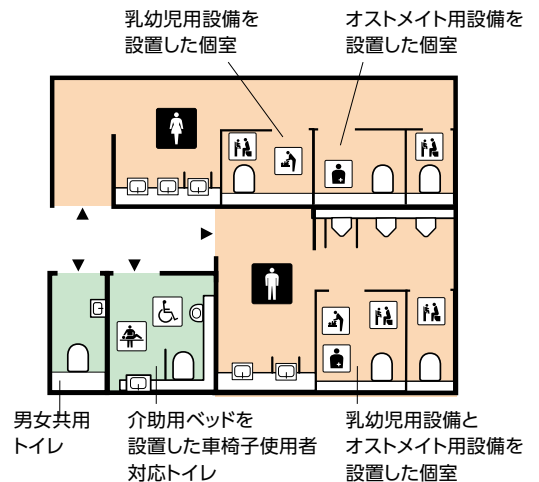 乳幼児用設備を
設置した個室
オストメイト用設備を
設置した個室
男女共用
トイレ
介助用ベッドを
設置した車椅子使用者
対応トイレ
乳幼児用設備と
オストメイト用設備を
設置した個室